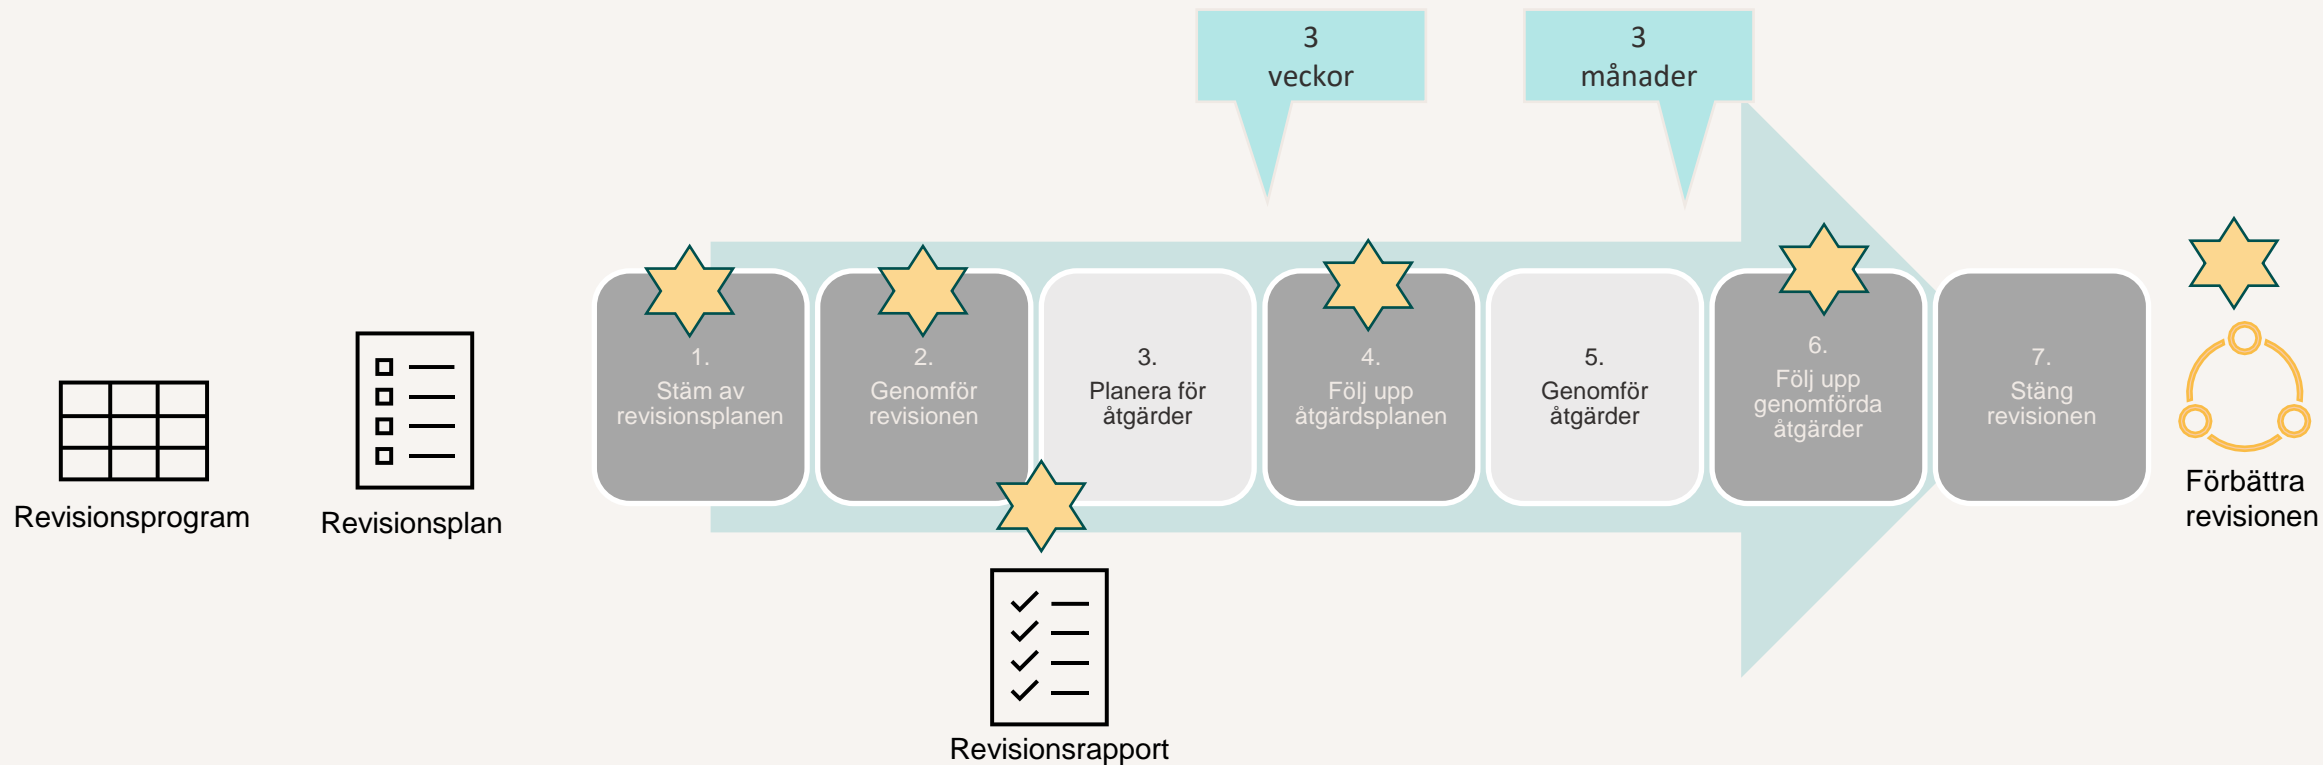 3
veckor
3
månader
Revisionsprogram
Revisionsplan
1.
Stäm av
revisionsplanen
2.
Genomför
revisionen
3.
Planera för
åtgärder
4.
Följ upp
åtgärdsplanen
5.
Genomför
åtgärder
6.
Följ upp
genomförda
åtgärder
7.
Stäng
revisionen
Förbättra
revisionen
Revisionsrapport